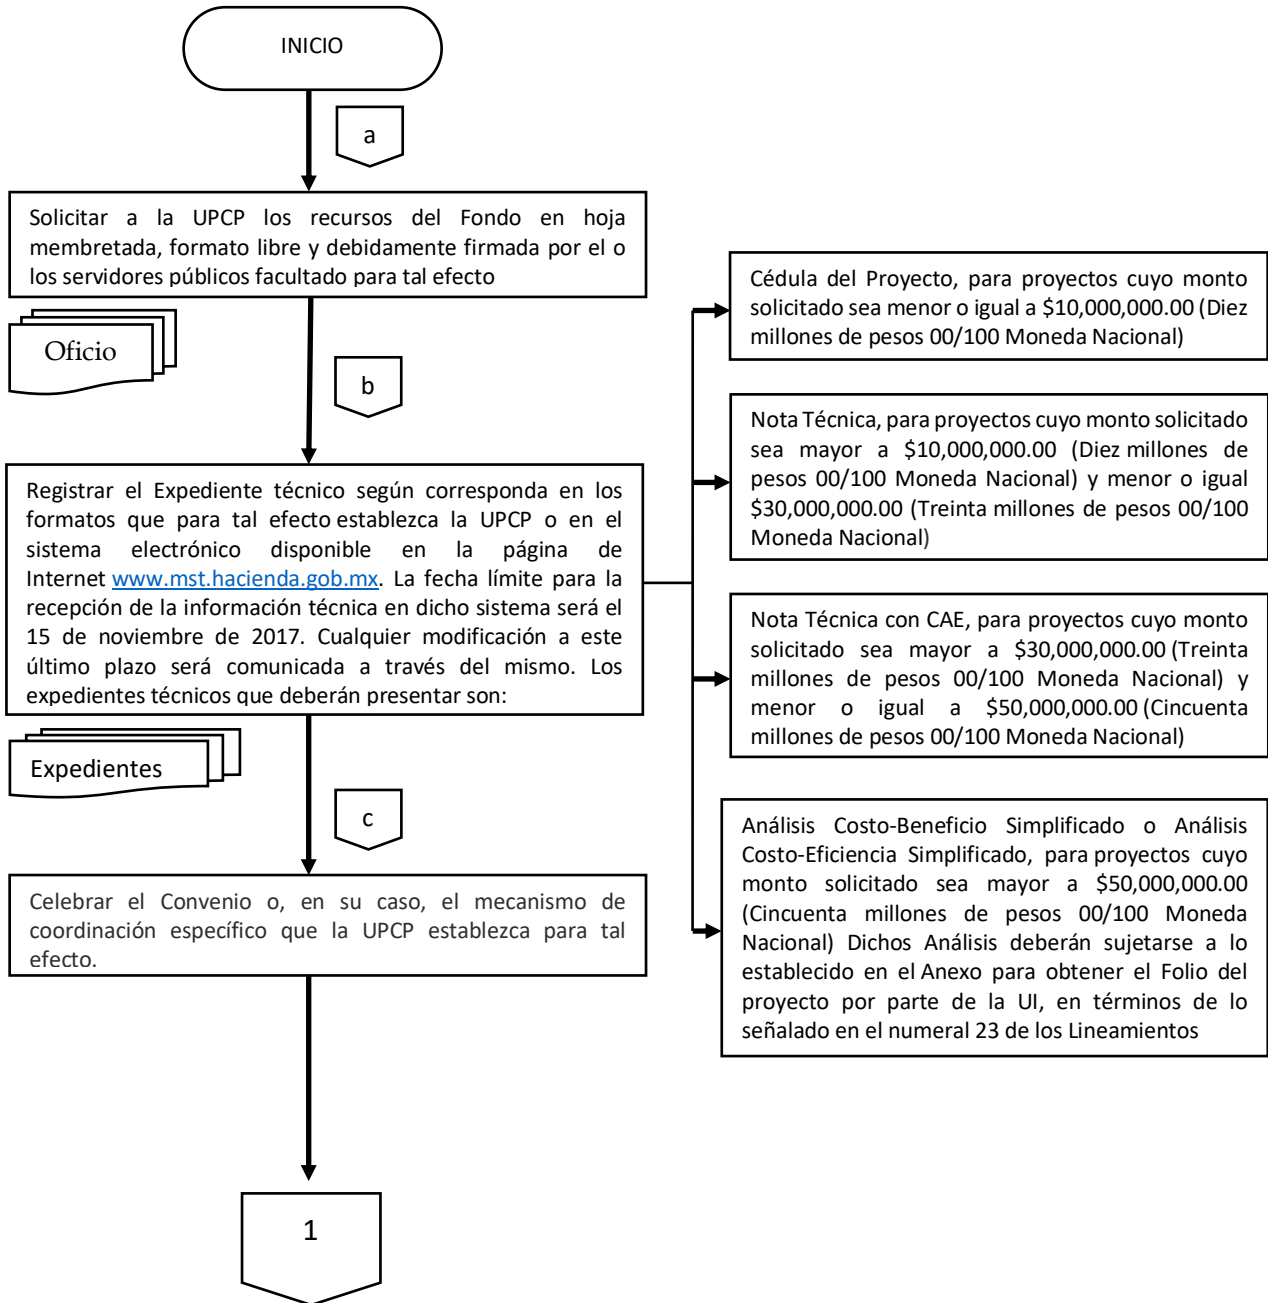 INICIO
a
Solicitar a la UPCP los recursos del Fondo en hoja
membretada, formato libre y debidamente firmada por el o
los servidores públicos facultado para tal efecto
Oficio
b
Registrar el Expediente técnico según corresponda en los
formatos que para tal efecto establezca la UPCP o en el
sistema electrónico disponible en la página de
Internet www.mst.hacienda.gob.mx. La fecha límite para la
recepción de la información técnica en dicho sistema será el
15 de noviembre de 2017. Cualquier modificación a este
último plazo será comunicada a través del mismo. Los
expedientes técnicos que deberán presentar son:
Expedientes
Cédula del Proyecto, para proyectos cuyo monto
solicitado sea menor o igual a $10,000,000.00 (Diez
millones de pesos 00/100 Moneda Nacional)
Nota Técnica, para proyectos cuyo monto solicitado
sea mayor a $10,000,000.00 (Diez millones de
pesos 00/100 Moneda Nacional) y menor o igual
$30,000,000.00 (Treinta millones de pesos 00/100
Moneda Nacional)
Nota Técnica con CAE, para proyectos cuyo monto
solicitado sea mayor a $30,000,000.00 (Treinta
millones de pesos 00/100 Moneda Nacional) y
menor o igual a $50,000,000.00 (Cincuenta
millones de pesos 00/100 Moneda Nacional)
Análisis Costo-Beneficio Simplificado o Análisis
Costo-Eficiencia Simplificado, para proyectos cuyo
monto solicitado sea mayor a $50,000,000.00
(Cincuenta millones de pesos 00/100 Moneda
Nacional) Dichos Análisis deberán sujetarse a lo
establecido en el Anexo para obtener el Folio del
proyecto por parte de la UI, en términos de lo
señalado en el numeral 23 de los Lineamientos
c
Celebrar el Convenio o, en su caso, el mecanismo de
coordinación específico que la UPCP establezca para tal
efecto.
1